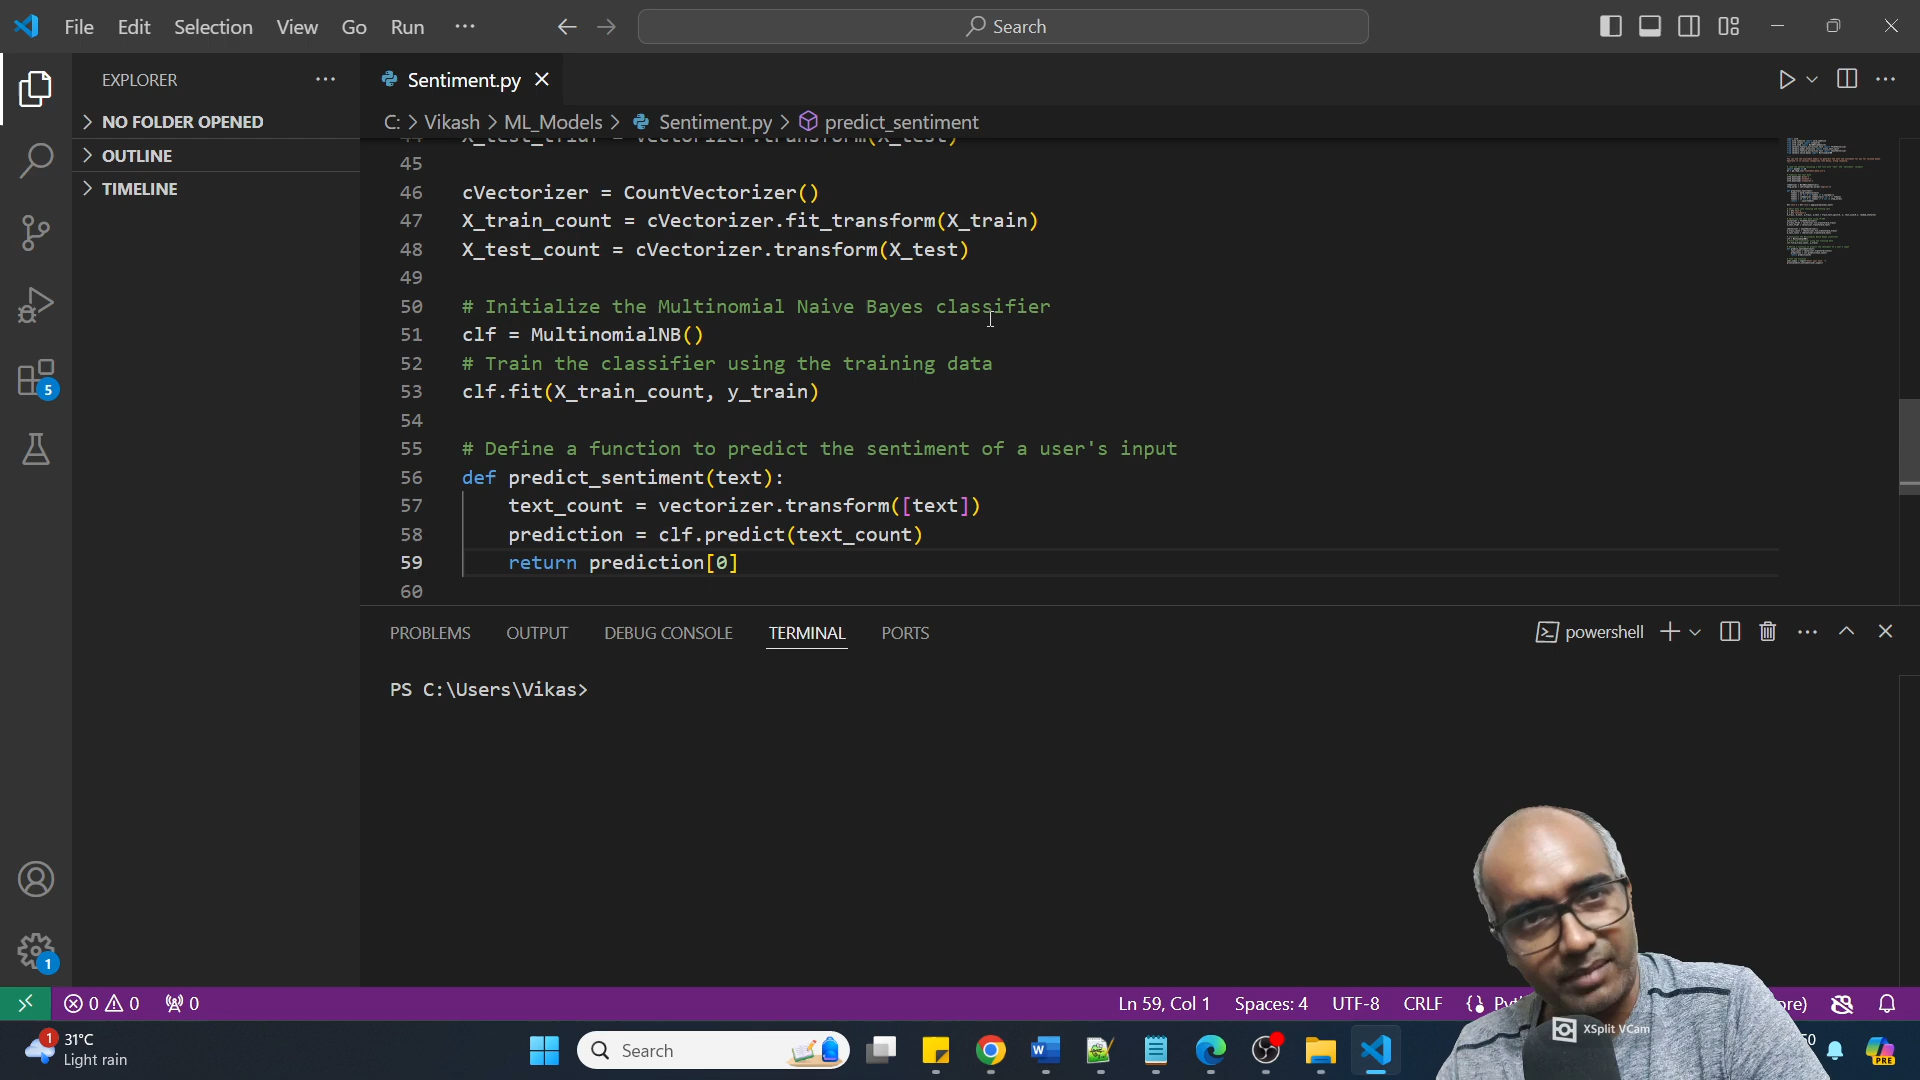 File Edit Selection View Go Run ··· Search
EXPLORER ···
NO FOLDER OPENED
OUTLINE
TIMELINE
Sentiment.py
C: > Vikash > ML_Models > Sentiment.py > predict_sentiment
45
46 cVectorizer = CountVectorizer()
47 X_train_count = cVectorizer.fit_transform(X_train)
48 X_test_count = cVectorizer.transform(X_test)
49
50 # Initialize the Multinomial Naive Bayes classifier
51 clf = MultinomialNB()
52 # Train the classifier using the training data
53 clf.fit(X_train_count, y_train)
54
55 # Define a function to predict the sentiment of a user's input
56 def predict_sentiment(text):
57 text_count = vectorizer.transform([text])
58 prediction = clf.predict(text_count)
59 return prediction[0]
60
PROBLEMS OUTPUT DEBUG CONSOLE TERMINAL PORTS powershell
PS C:\Users\Vikas>
5
1
0 0 0 Ln 59, Col 1 Spaces: 4 UTF-8 CRLF {}
XSplit VCam
1 31°C
Light rain
Search
PRE